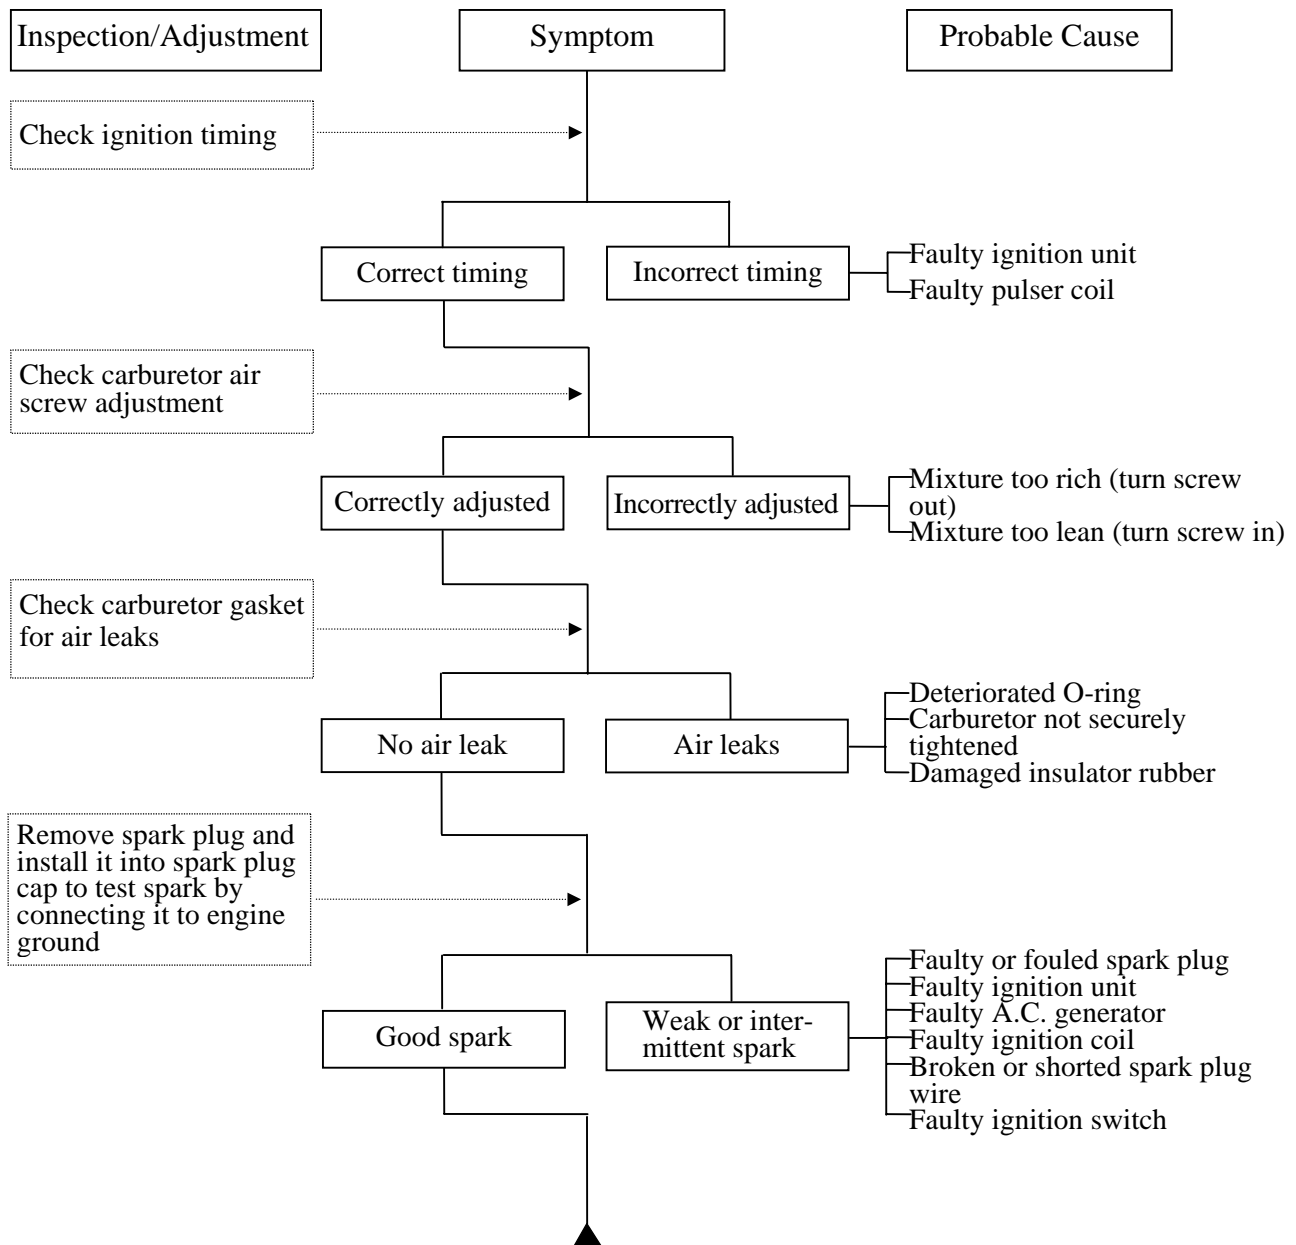 Inspection/Adjustment
Symptom
Probable Cause
Check ignition timing
Correct timing
Incorrect timing
Faulty ignition unit
Faulty pulser coil
Check carburetor air
screw adjustment
Correctly adjusted
Incorrectly adjusted
Mixture too rich (turn screw
out)
Mixture too lean (turn screw in)
Check carburetor gasket
for air leaks
No air leak
Air leaks
Deteriorated O-ring
Carburetor not securely
tightened
Damaged insulator rubber
Remove spark plug and
install it into spark plug
cap to test spark by
connecting it to engine
ground
Good spark
Weak or inter-
mittent spark
Faulty or fouled spark plug
Faulty ignition unit
Faulty A.C. generator
Faulty ignition coil
Broken or shorted spark plug
wire
Faulty ignition switch